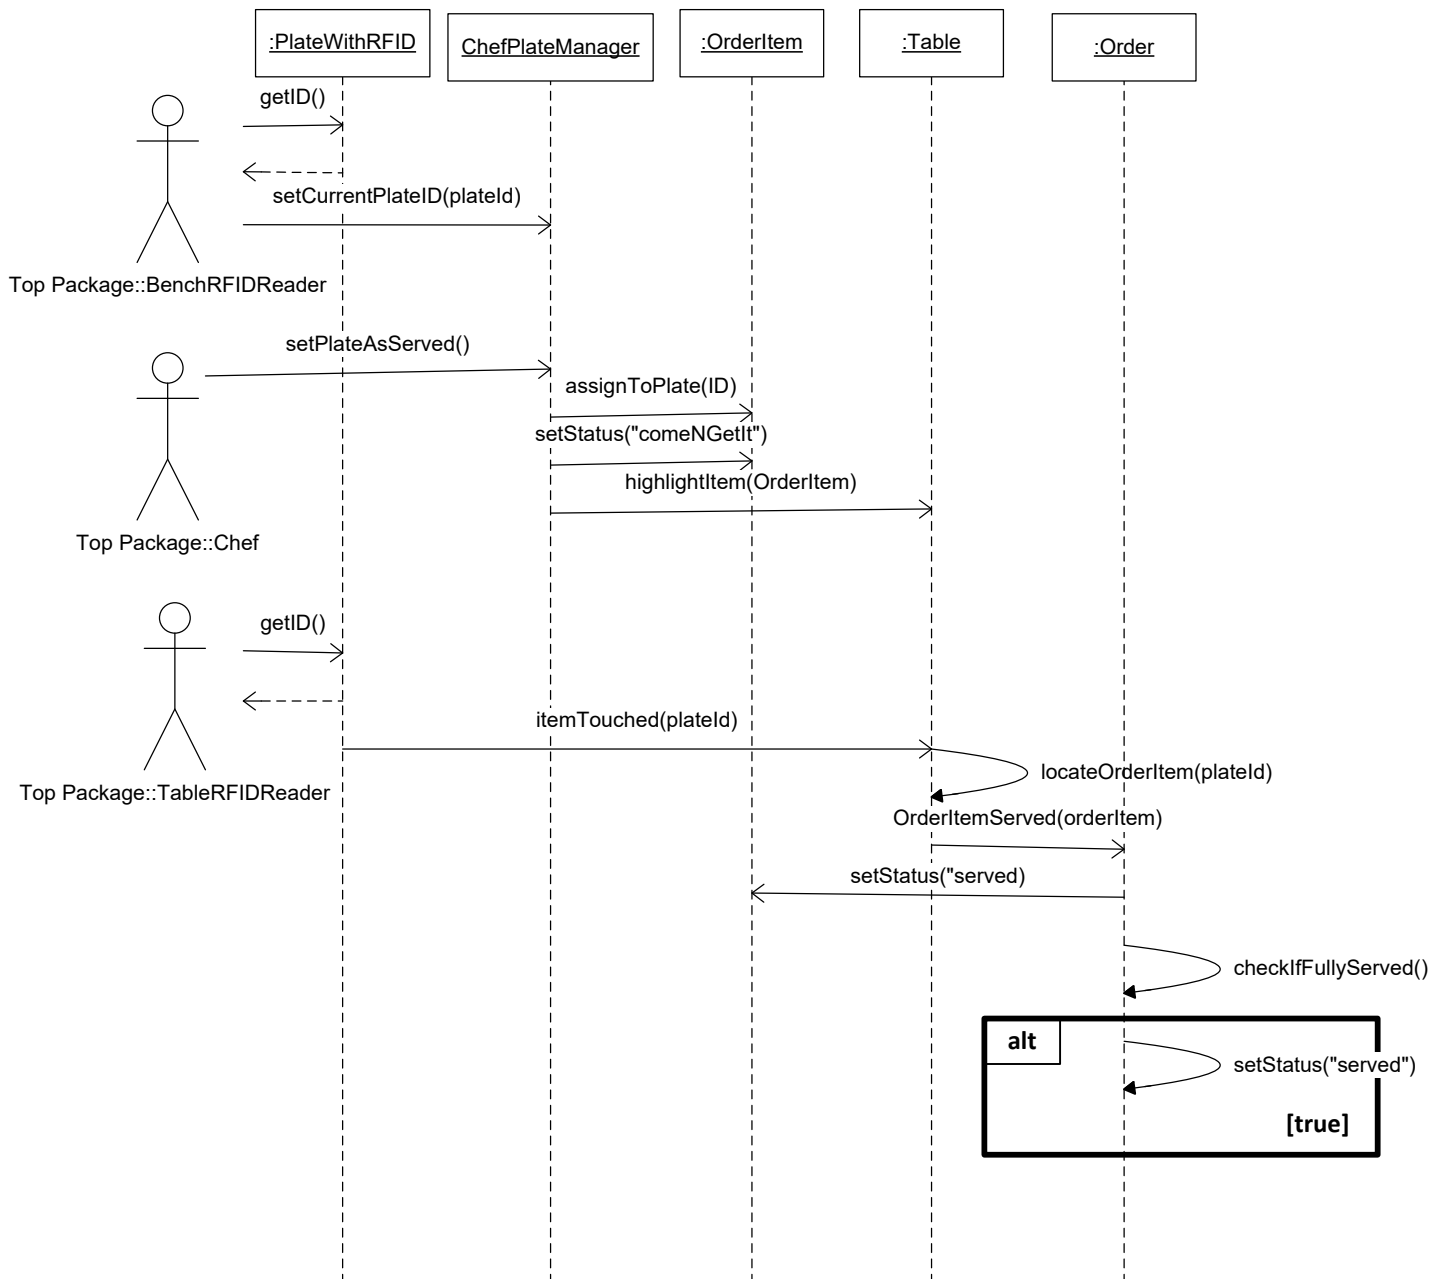 :PlateWithRFID
ChefPlateManager
:OrderItem
:Table
:Order
getID()
setCurrentPlateID(plateId)
Top Package::BenchRFIDReader
setPlateAsServed()
assignToPlate(ID)
setStatus("comeNGetIt")
highlightItem(OrderItem)
Top Package::Chef
getID()
itemTouched(plateId)
locateOrderItem(plateId)
Top Package::TableRFIDReader
OrderItemServed(orderItem)
setStatus("served)
checkIfFullyServed()
alt
setStatus("served")
[true]